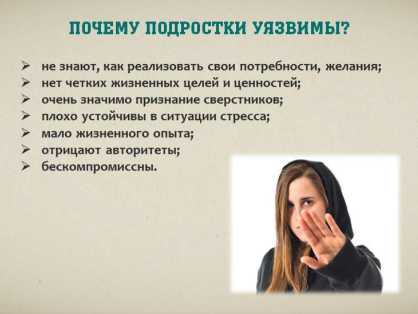 ПОЧЕМУ ПОДРОСТКИ УЯЗВИМЫ?
не знают, как реализовать свои потребности, желания;
нет четких жизненных целей и ценностей;
очень значимо признание сверстников;
плохо устойчивы в ситуации стресса;
мало жизненного опыта;
отрицают авторитеты;
бескомпромиссны.